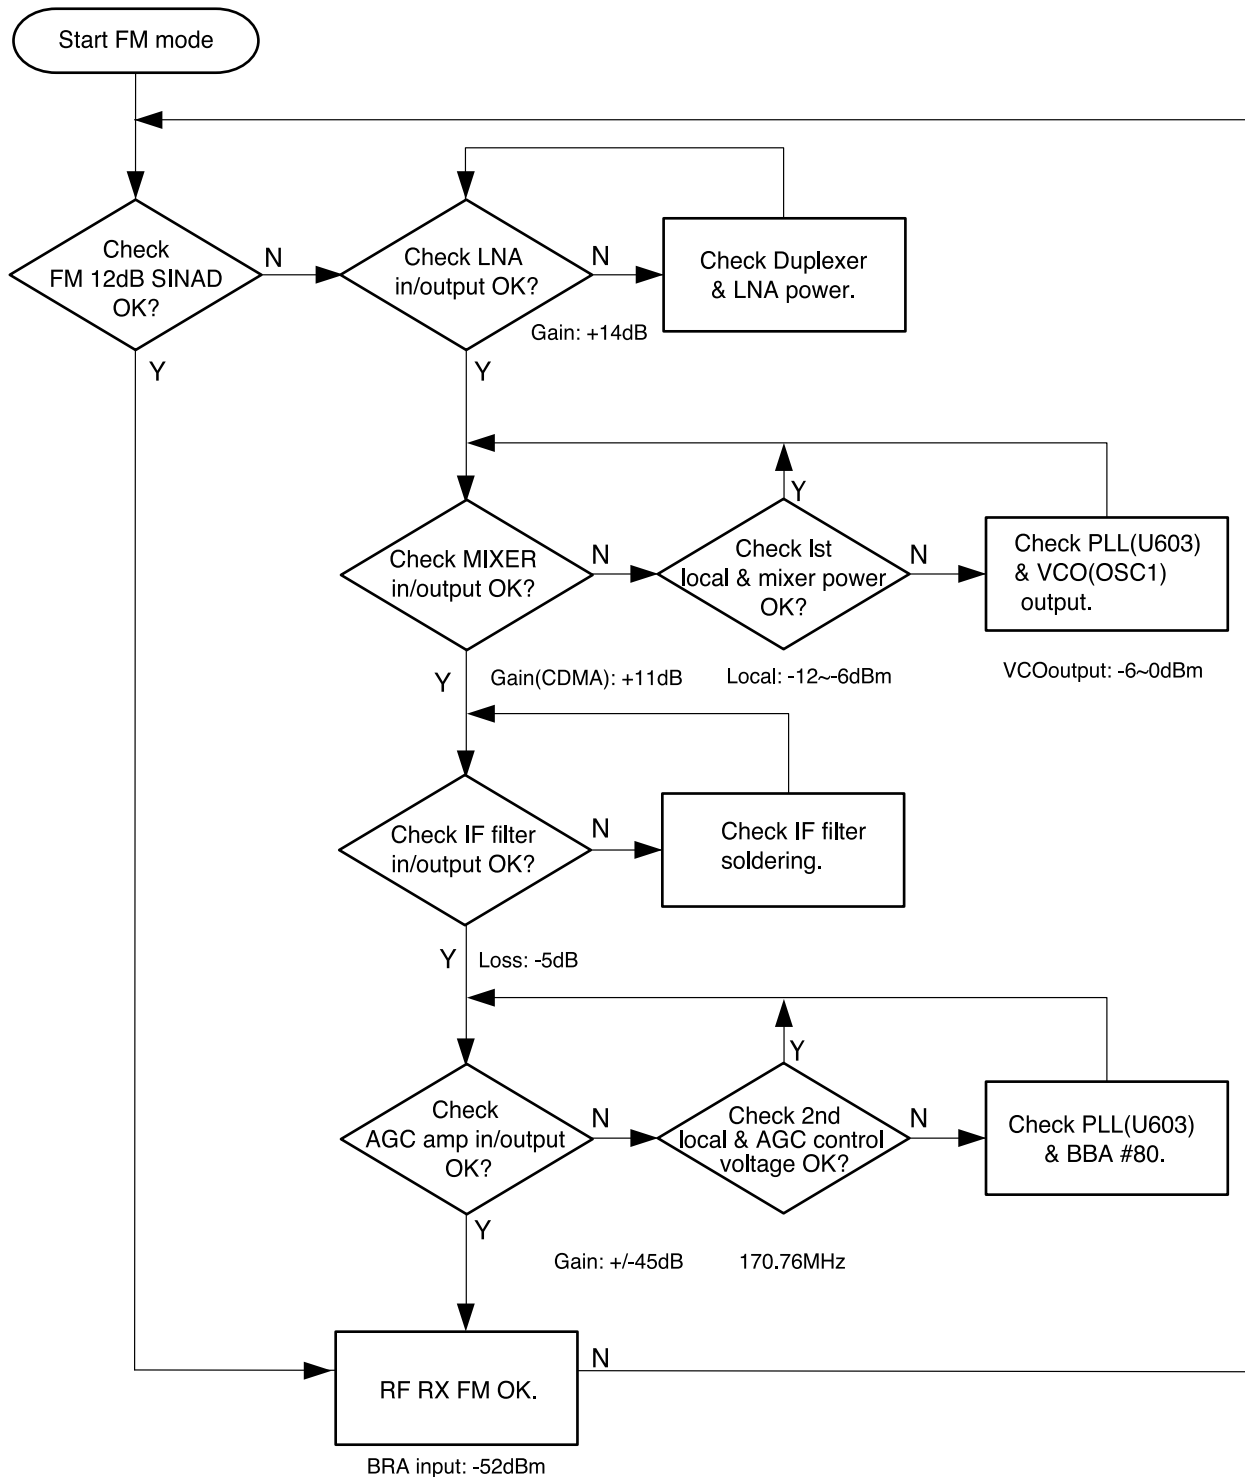 Start FM mode
Check
FM 12dB SINAD
OK?
N
Y
Check LNA
in/output OK?
N
Gain: +14dB
Y
Check Duplexer
& LNA power.
Check MIXER
in/output OK?
N
Y
Gain(CDMA): +11dB
Y
Check Ist
local & mixer power
OK?
N
Local: -12~-6dBm
Check PLL(U603)
& VCO(OSC1)
output.
VCOoutput: -6~0dBm
Check IF filter
in/output OK?
N
Y
Loss: -5dB
Check IF filter
soldering.
Check
AGC amp in/output
OK?
N
Y
Gain: +/-45dB
Y
Check 2nd
local & AGC control
voltage OK?
N
170.76MHz
Check PLL(U603)
& BBA #80.
RF RX FM OK.
N
BRA input: -52dBm